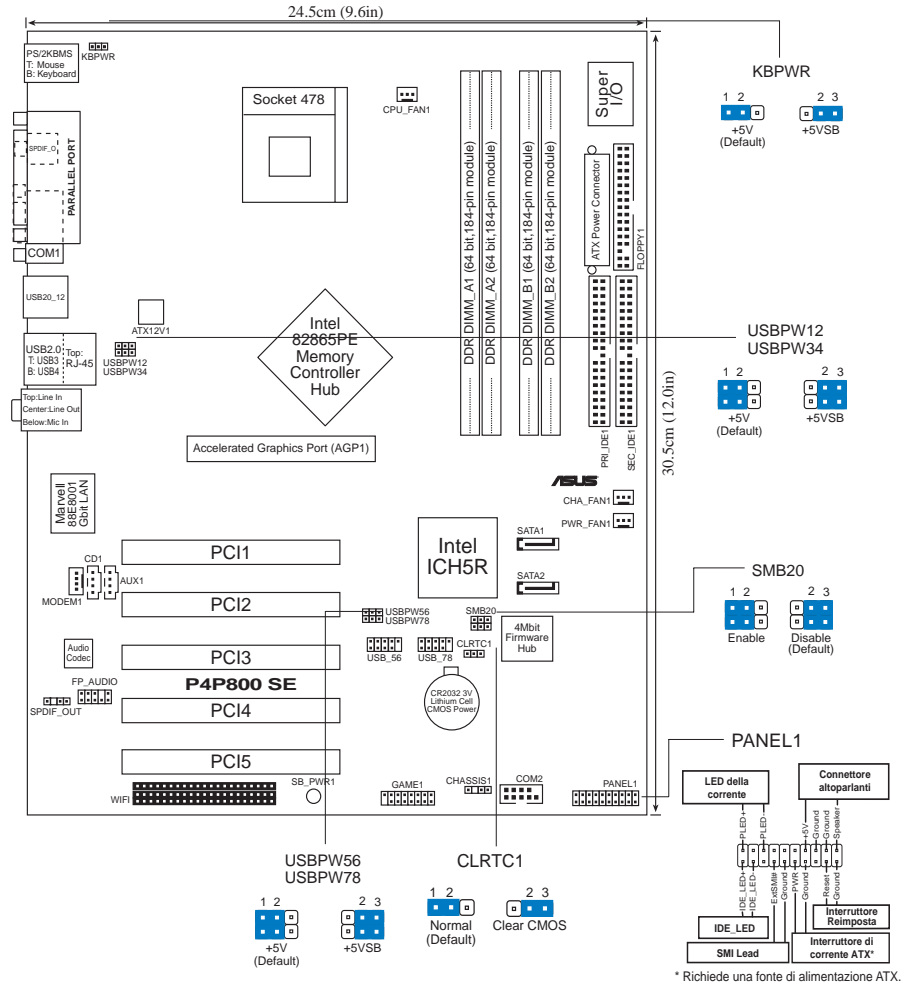 24.5cm (9.6in)
PS/2KBMS
T: Mouse
B: Keyboard
KBPWR
Socket 478
CPU_FAN1
Super
I/O
KBPWR
1 2
+5V
(Default)
2 3
+5VSB
SPDIF_O
PARALLEL PORT
COM1
DDR DIMM_A1 (64 bit,184-pin module)
DDR DIMM_A2 (64 bit,184-pin module)
DDR DIMM_B1 (64 bit,184-pin module)
DDR DIMM_B2 (64 bit,184-pin module)
ATX Power Connector
FLOPPY1
USB20_12
ATX12V1
USB2.0
T: USB3
B: USB4
Top:
RJ-45
USBPW12
USBPW34
Intel
82865PE
Memory
Controller
Hub
USBPW12
USBPW34
1 2
+5V
(Default)
2 3
+5VSB
Top:Line In
Center:Line Out
Below:Mic In
Accelerated Graphics Port (AGP1)
PRI_IDE1
SEC_IDE1
30.5cm (12.0in)
ASUS
Marvell
88E8001
Gbit LAN
CHA_FAN1
PWR_FAN1
SATA1
SATA2
Intel
ICH5R
PCI1
CD1
AUX1
MODEM1
PCI2
USBPW56
USBPW78
SMB20
4Mbit
Firmware
Hub
SMB20
1 2
Enable
2 3
Disable
(Default)
Audio
Codec
PCI3
USB_56
USB_78
CLRTC1
P4P800 SE
FP_AUDIO
SPDIF_OUT
PCI4
CR2032 3V
Lithium Cell
CMOS Power
PCI5
WIFI
SB_PWR1
GAME1
CHASSIS1
COM2
PANEL1
PANEL1
LED della
corrente
Connettore
altoparlanti
PLED+
PLED-
+5V
Ground
Ground
Speaker
IDE_LED+
IDE_LED-
ExtSMI#
Ground
PWR
Ground
Reset
Ground
IDE_LED
SMI Lead
Interruttore
Reimposta
Interruttore di
corrente ATX*
* Richiede una fonte di alimentazione ATX.
USBPW56
USBPW78
1 2
+5V
(Default)
2 3
+5VSB
CLRTC1
1 2
Normal
(Default)
2 3
Clear CMOS